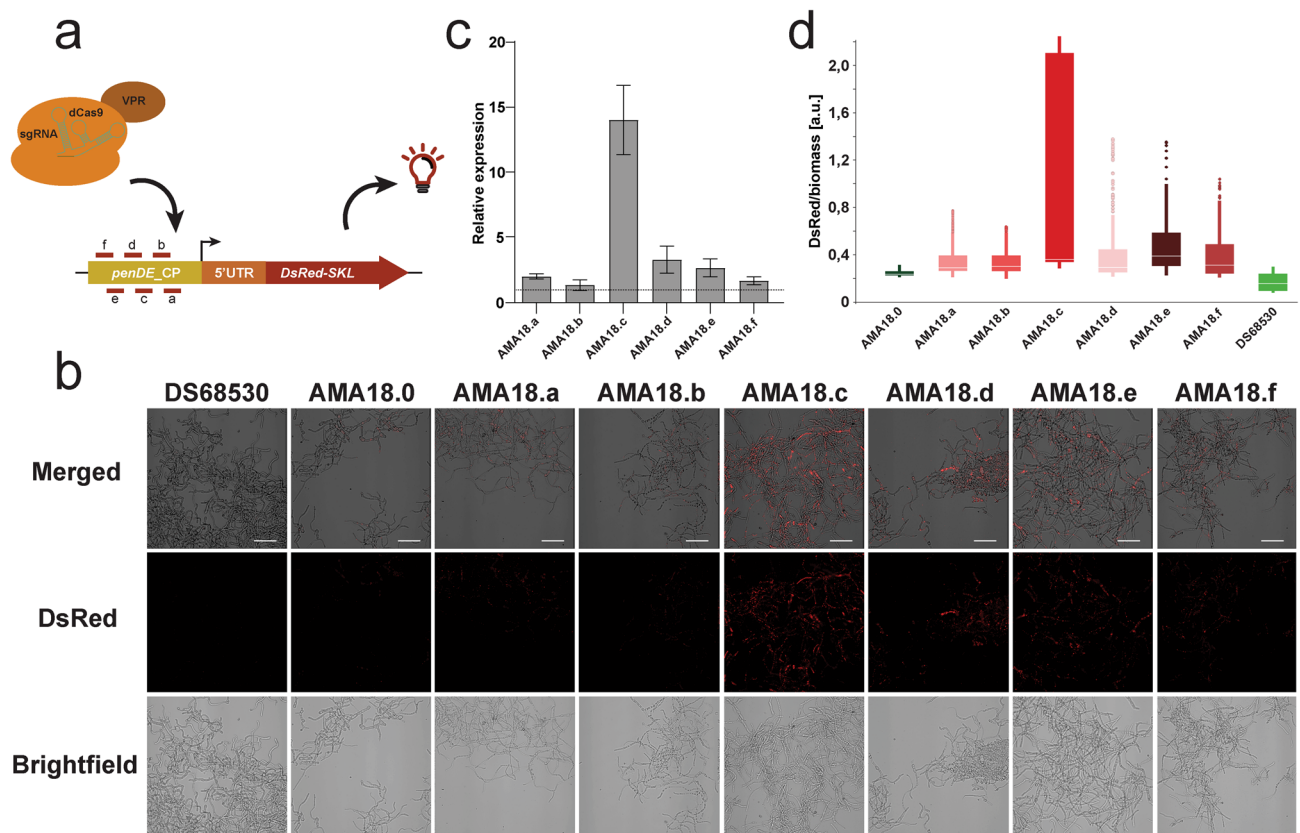 a
VPR
dCas9
sgRNA
f d b
penDE_CP 5'UTR DsRed-SKL
e c a
c
Relative expression
20
15
10
5
0
AMA18.a AMA18.b AMA18.c AMA18.d AMA18.e AMA18.f
d
DsRed/biomass [a.u.]
2,0
1,6
1,2
0,8
0,4
0
AMA18.0 AMA18.a AMA18.b AMA18.c AMA18.d AMA18.e AMA18.f DS68530
b
DS68530 AMA18.0 AMA18.a AMA18.b AMA18.c AMA18.d AMA18.e AMA18.f
Merged
DsRed
Brightfield